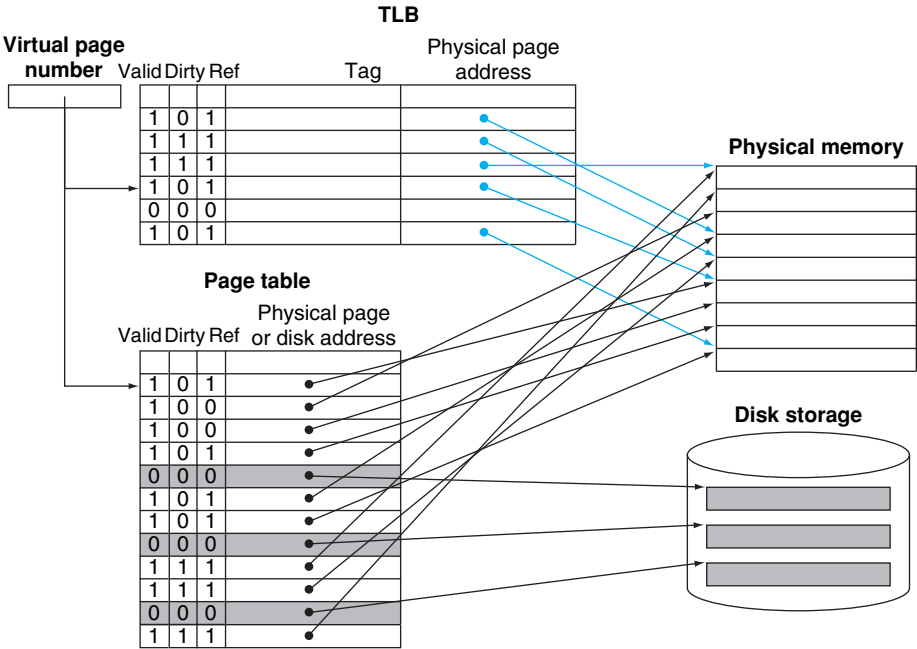 TLB
Virtual page
number
Valid Dirty Ref
Tag
Physical page
address
1 0 1
1 1 1
1 1 1
1 0 1
0 0 0
1 0 1
Physical memory
Page table
Valid Dirty Ref
Physical page
or disk address
1 0 1
1 0 0
1 0 0
1 0 1
0 0 0
1 0 1
1 0 1
0 0 0
1 1 1
1 1 1
0 0 0
1 1 1
Disk storage